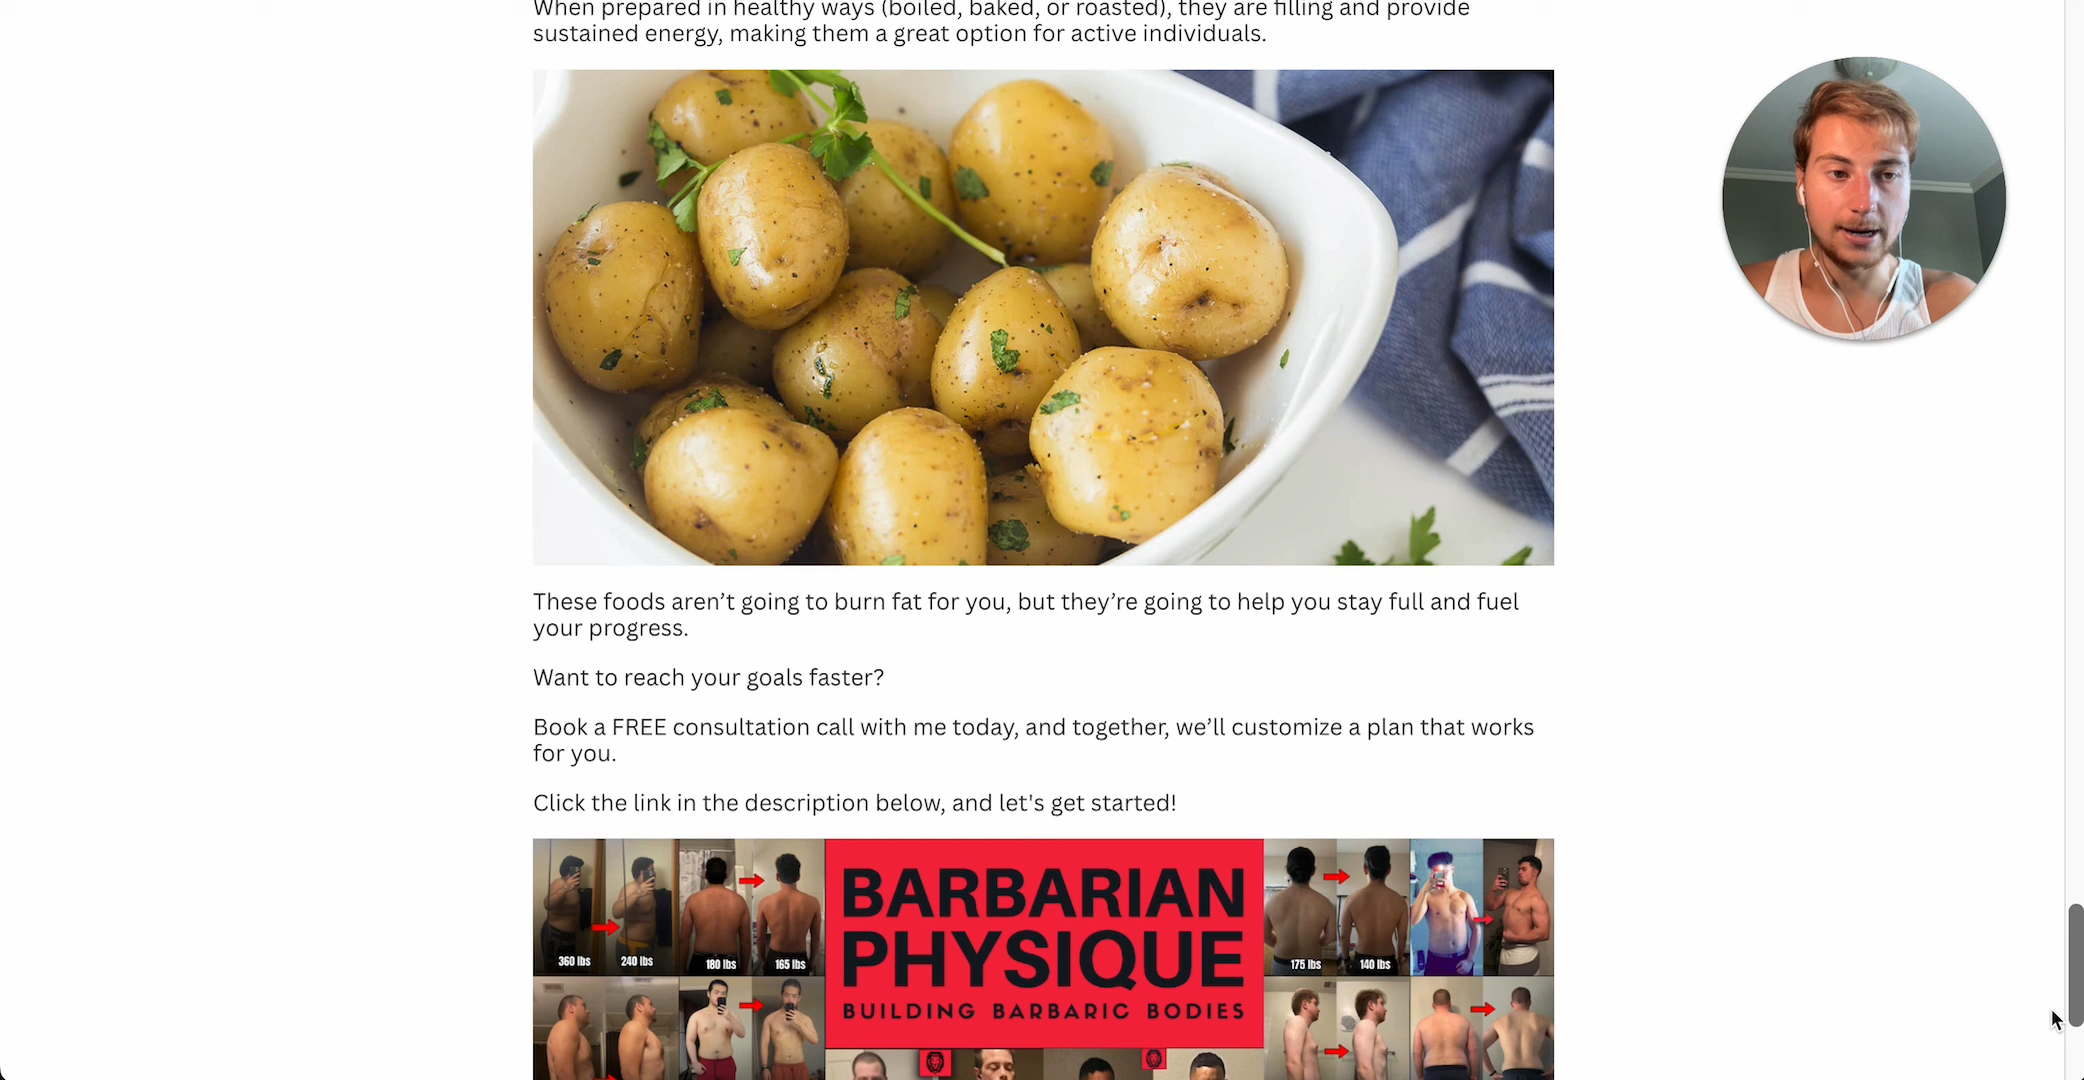 When prepared in healthy ways (boiled, baked, or roasted), they are filling and provide
sustained energy, making them a great option for active individuals.
These foods aren’t going to burn fat for you, but they’re going to help you stay full and fuel
your progress.
Want to reach your goals faster?
Book a FREE consultation call with me today, and together, we’ll customize a plan that works
for you.
Click the link in the description below, and let's get started!
BARBARIAN
PHYSIQUE
BUILDING BARBARIC BODIES
360 lbs
240 lbs
180 lbs
165 lbs
175 lbs
140 lbs